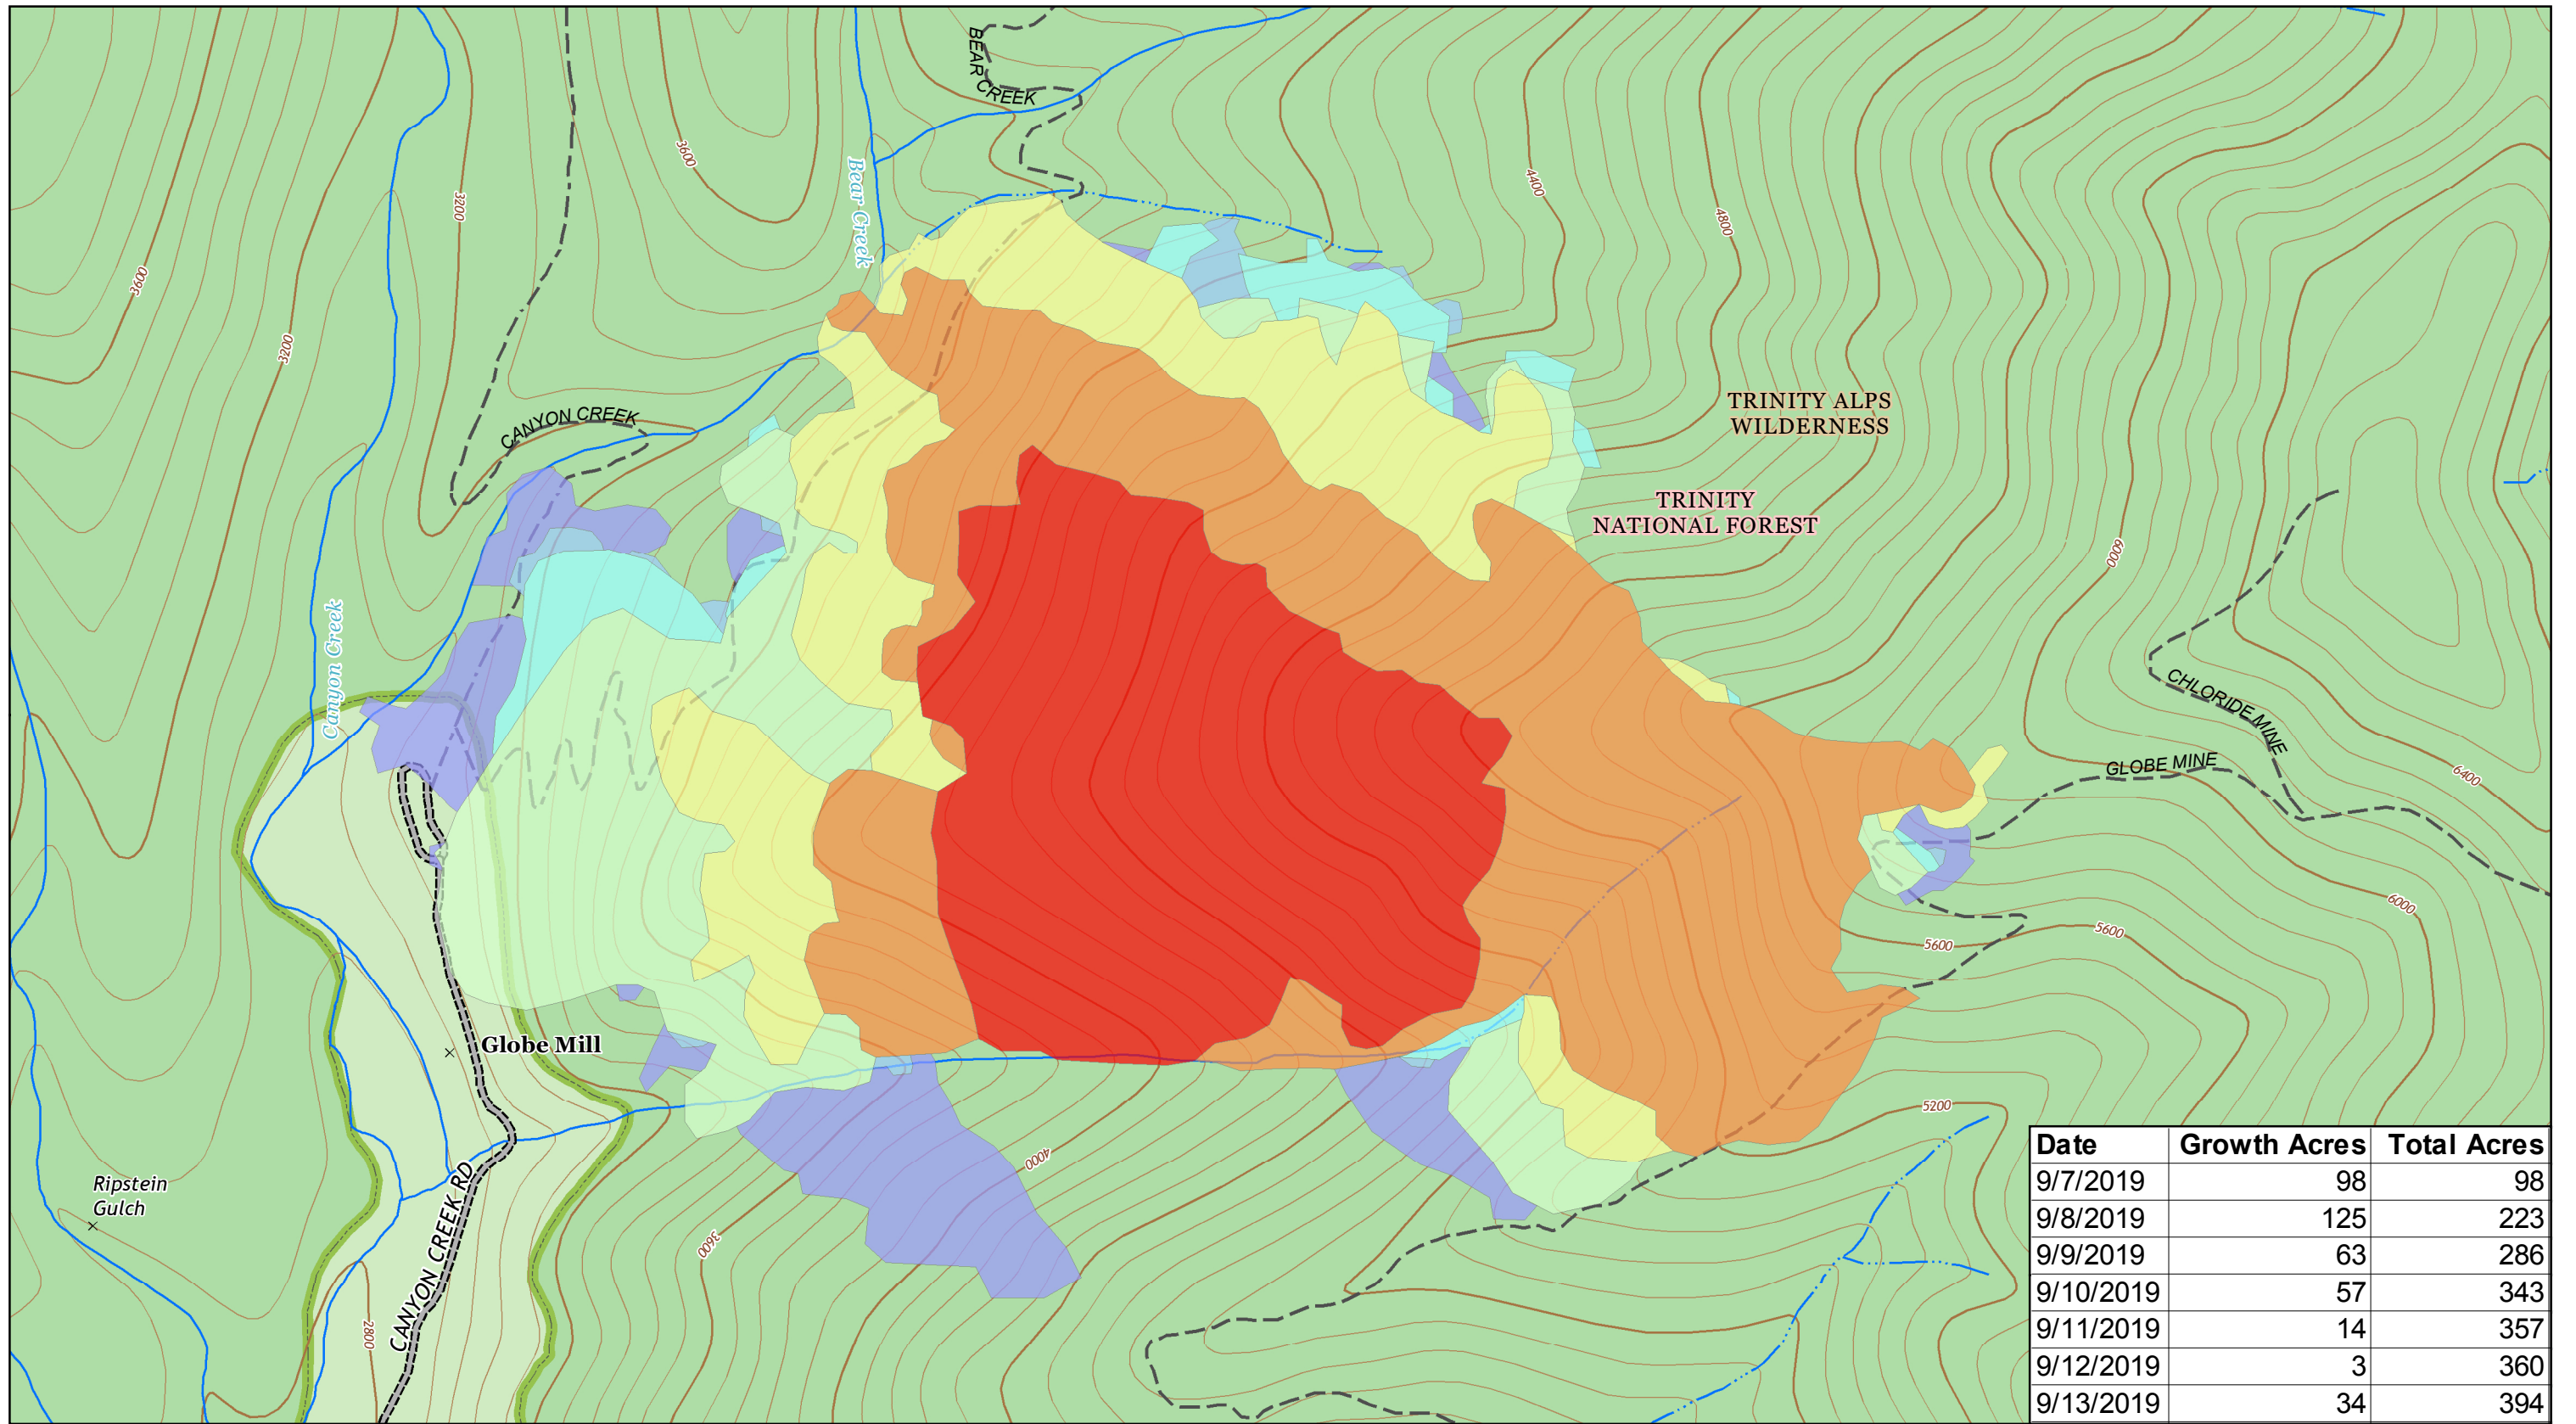 BEAR CREEK
3600
3200
Bear Creek
4400
4800
3600
3200
CANYON CREEK
TRINITY ALPS
WILDERNESS
TRINITY
NATIONAL FOREST
6000
Canyon Creek
CHLORIDE MINE
GLOBE MINE
6400
6000
5600
5600
Globe Mill
5200
4000
Ripstein
Gulch
3600
CANYON CREEK RD
2800
Date Growth Acres Total Acres
9/7/2019 98 98
9/8/2019 125 223
9/9/2019 63 286
9/10/2019 57 343
9/11/2019 14 357
9/12/2019 3 360
9/13/2019 34 394